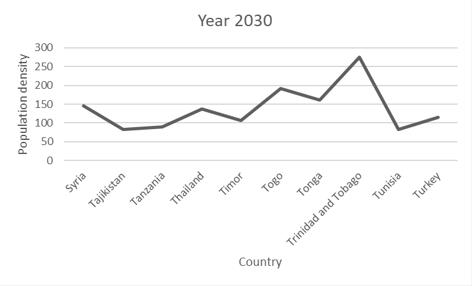 Year 2030
Population density
300
250
200
150
100
50
0
Syria
Tajikistan
Tanzania
Thailand
Timor
Togo
Tonga
Trinidad and Tobago
Tunisia
Turkey
Country